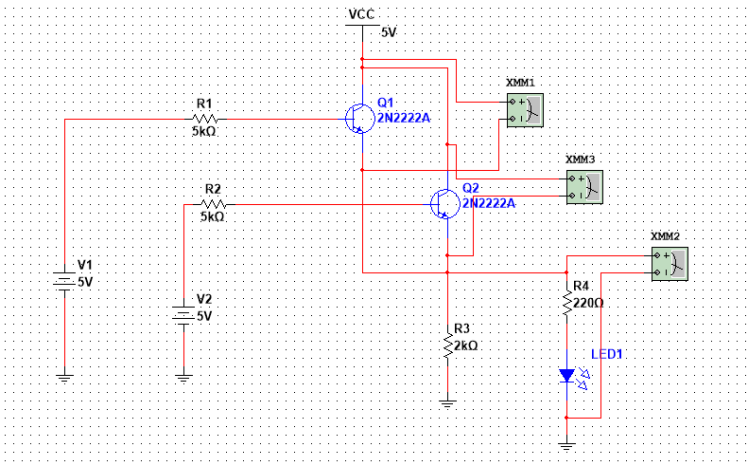 VCC
5V
XMM1
R1
5kΩ
Q1
2N2222A
XMM3
R2
5kΩ
Q2
2N2222A
XMM2
V1
5V
V2
5V
R4
220Ω
R3
2kΩ
LED1